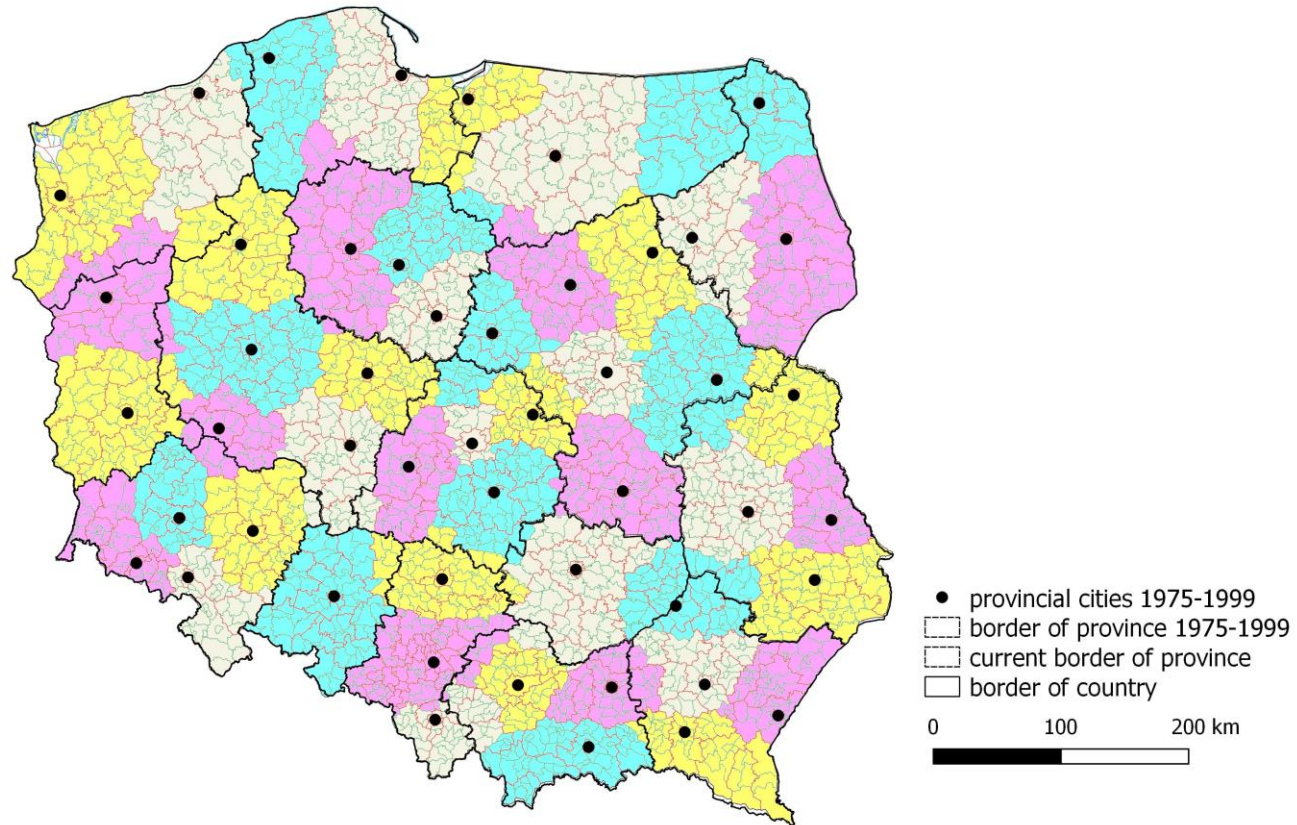 provincial cities 1975-1999
border of province 1975-1999
current border of province
border of country
0 100 200 km